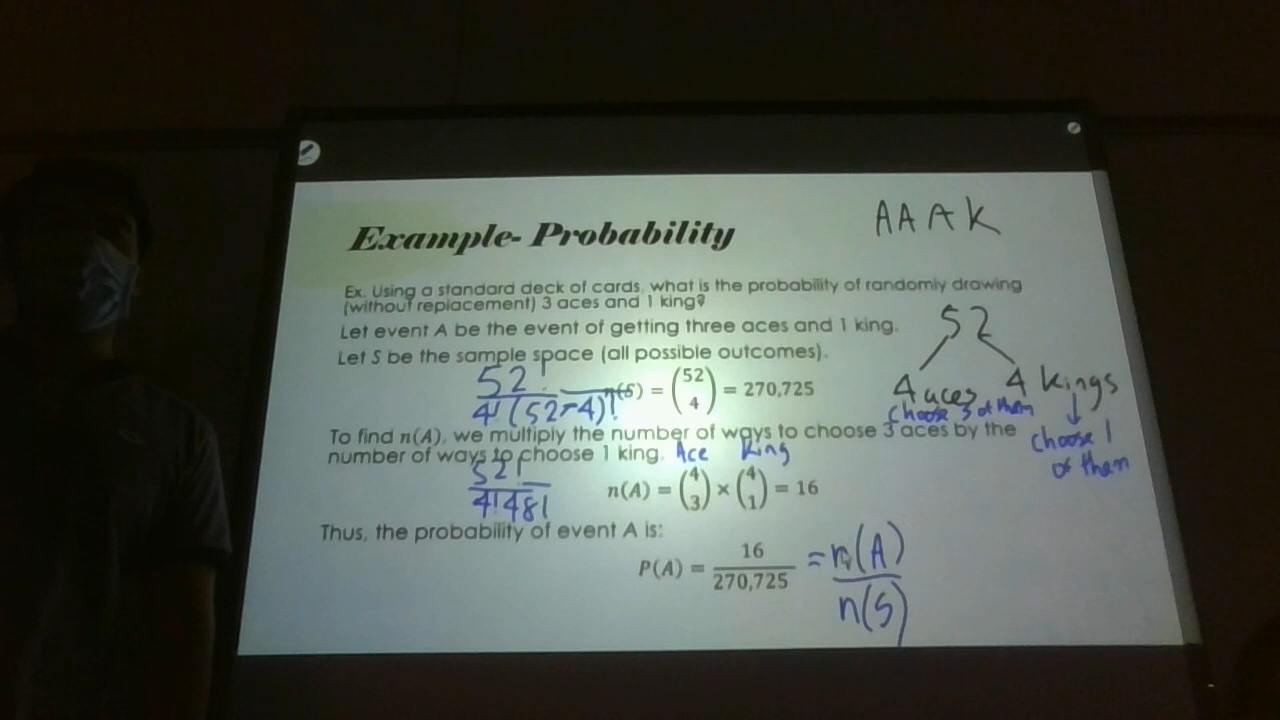 AAAK
Example- Probability
Ex. Using a standard deck of cards, what is the probability of randomly drawing
(without replacement) 3 aces and 1 king?
Let event A be the event of getting three aces and 1 king.
Let S be the sample space (all possible outcomes).
52
4 aces 4 kings
choose 3 of them
choose 1
of them
52!
4!(52-4)!
n(S) = (52 4) = 270,725
To find n(A), we multiply the number of ways to choose 3 aces by the
number of ways to choose 1 king.
Ace King
52!
4!48!
n(A) = (4 3) × (4 1) = 16
Thus, the probability of event A is:
P(A) = 16/270,725 = n(A)/n(S)